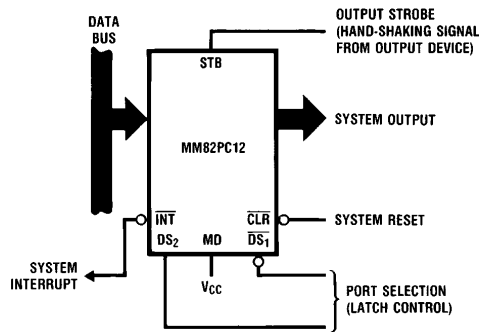 DATA
BUS
OUTPUT STROBE
(HAND-SHAKING SIGNAL
FROM OUTPUT DEVICE)
STB
MM82PC12
SYSTEM OUTPUT
INT
CLR
SYSTEM RESET
DS2
MD
DS1
SYSTEM
INTERRUPT
VCC
PORT SELECTION
(LATCH CONTROL)